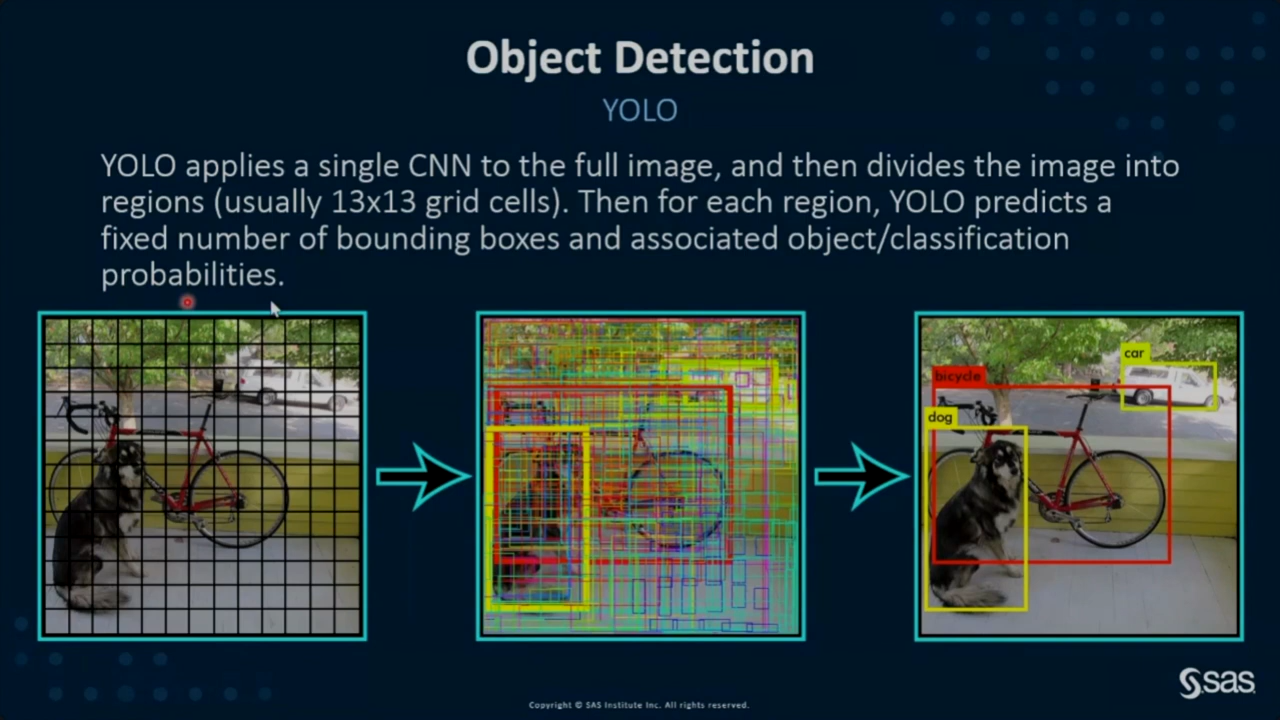 Object Detection
YOLO
YOLO applies a single CNN to the full image, and then divides the image into
regions (usually 13x13 grid cells). Then for each region, YOLO predicts a
fixed number of bounding boxes and associated object/classification
probabilities.
car
bicycle
dog
sas
Copyright © SAS Institute Inc. All rights reserved.